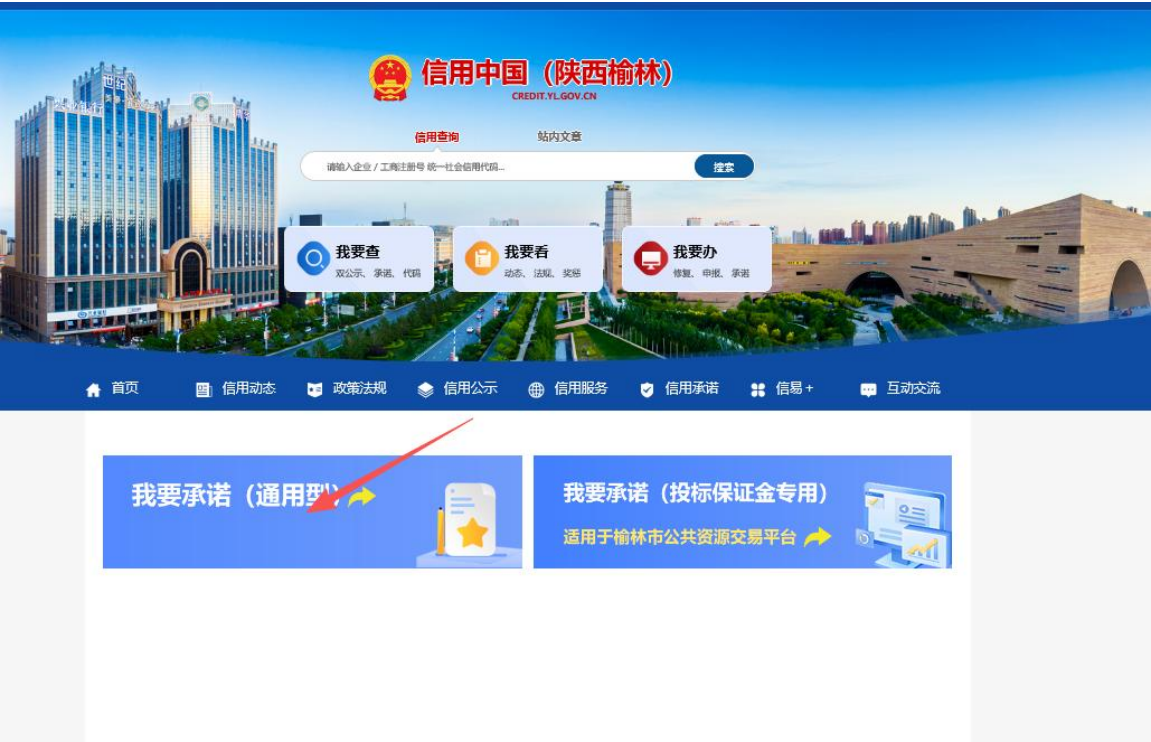 世纪
信用中国（陕西榆林）
CREDIT.YL.GOV.CN
信用查询 站内文章
请输入企业 / 工商注册号 统一社会信用代码... 搜索
我要查 我要看 我要办
双公示、承诺、代码 动态、法规、奖惩 修复、申报、承诺
首页 信用动态 政策法规 信用公示 信用服务 信用承诺 信易+ 互动交流
我要承诺（通用型） 我要承诺（投标保证金专用）
适用于榆林市公共资源交易平台